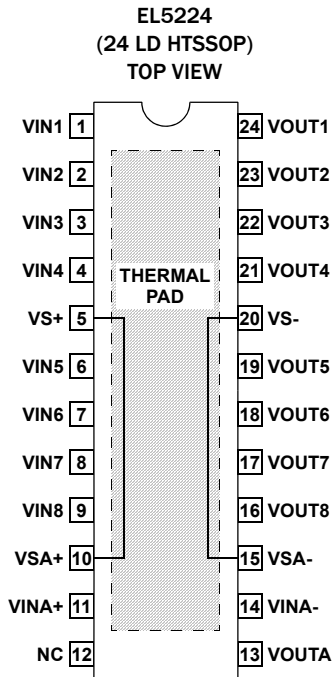 EL5224
(24 LD HTSSOP)
TOP VIEW
VIN1 1 24 VOUT1
VIN2 2 23 VOUT2
VIN3 3 22 VOUT3
VIN4 4 21 VOUT4
THERMAL
PAD
VS+ 5 20 VS-
VIN5 6 19 VOUT5
VIN6 7 18 VOUT6
VIN7 8 17 VOUT7
VIN8 9 16 VOUT8
VSA+ 10 15 VSA-
VINA+ 11 14 VINA-
NC 12 13 VOUTA